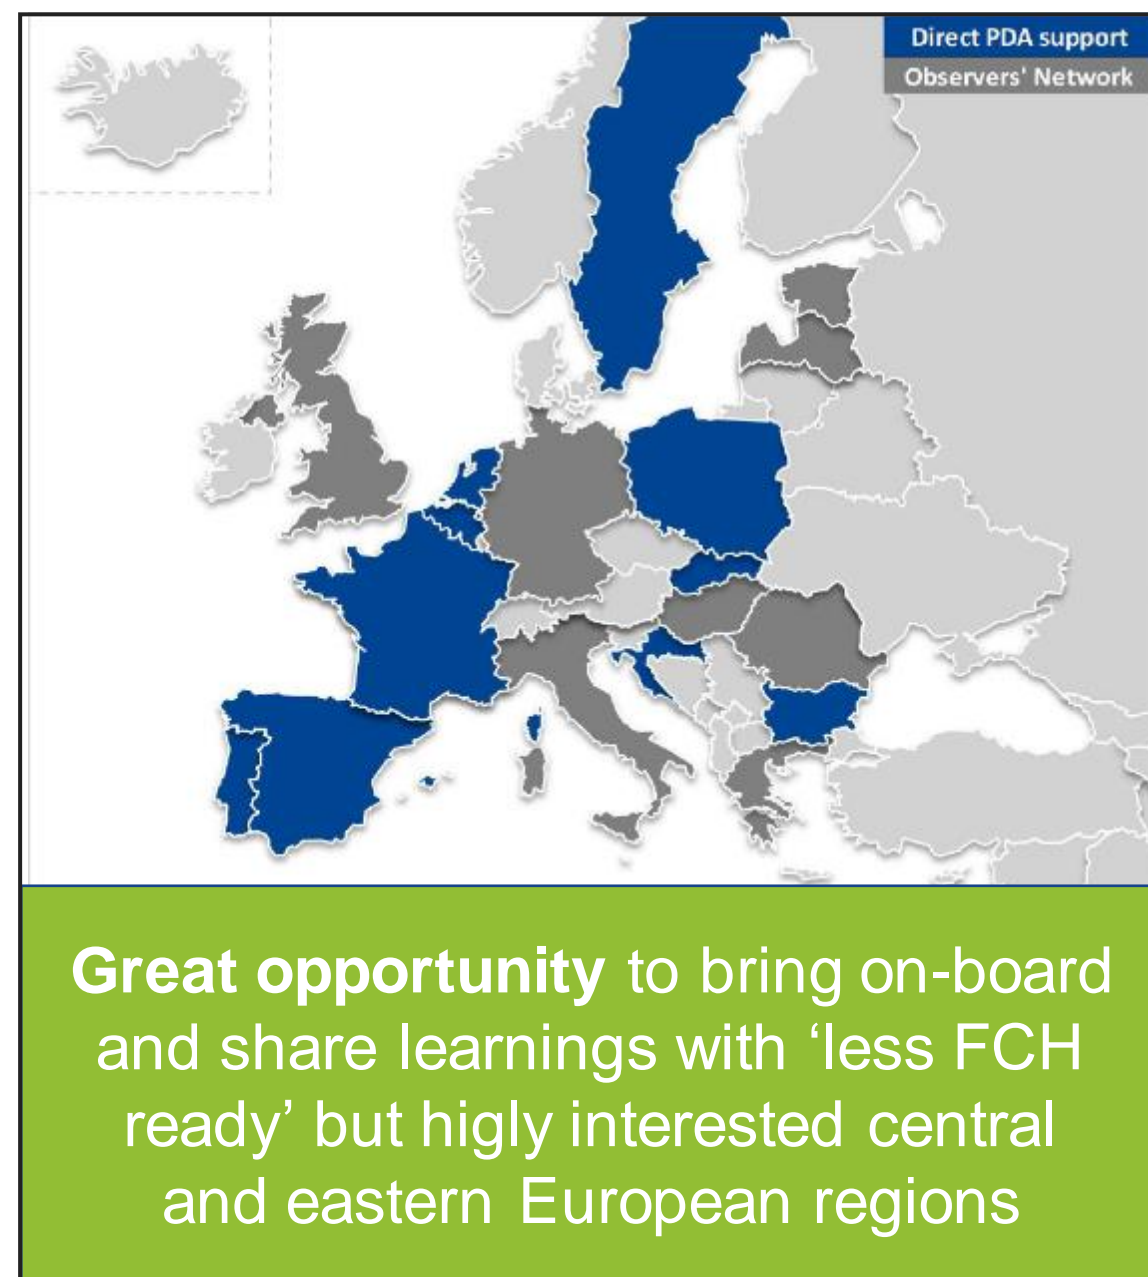 Direct PDA support
Observers' Network
Great opportunity to bring on-board
and share learnings with ‘less FCH
ready’ but higly interested central
and eastern European regions